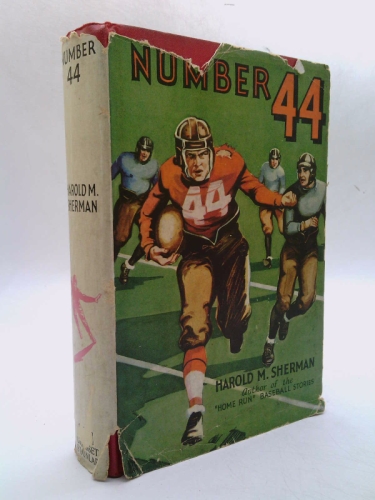 NUMBER
44
HAROLD M.
SHERMAN
NUMBER
44
44
HAROLD M. SHERMAN
Author of the
"HOME RUN" BASEBALL STORIES